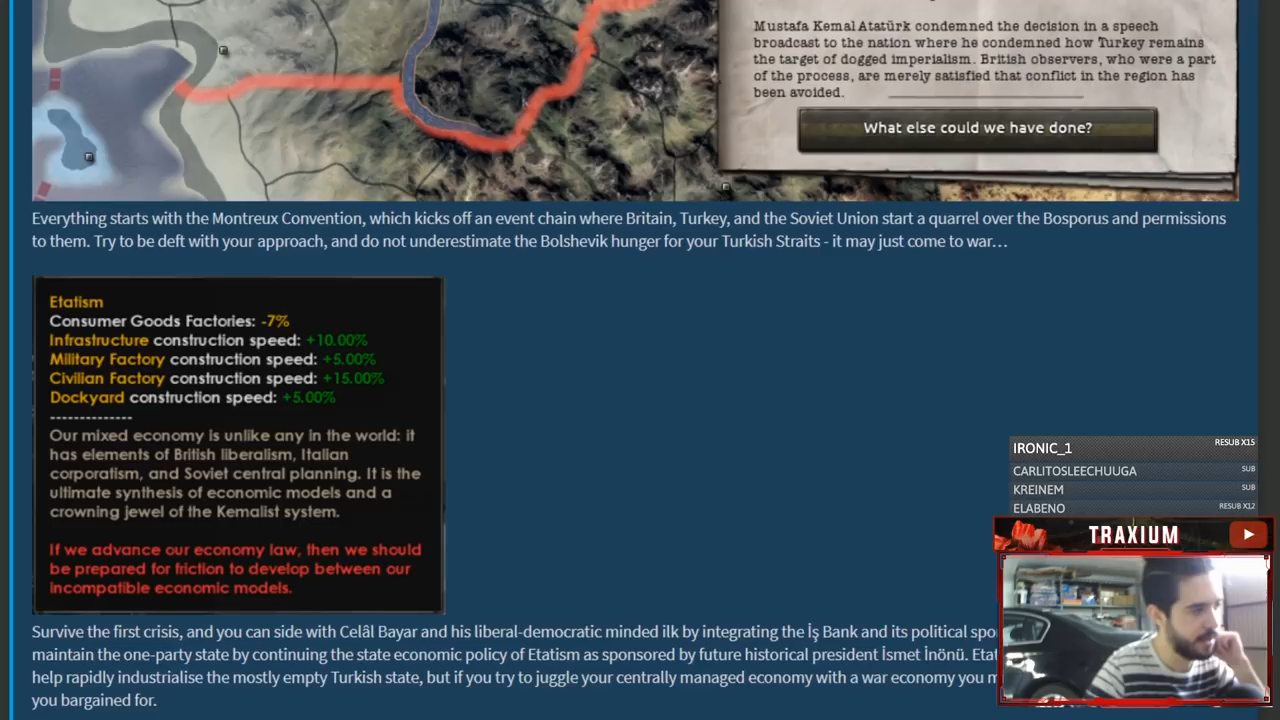 Mustafa Kemal Atatürk condemned the decision in a speech
broadcast to the nation where he condemned how Turkey remains
the target of dogged imperialism. British observers, who were a part
of the process, are merely satisfied that conflict in the region has
been avoided.
What else could we have done?
Everything starts with the Montreux Convention, which kicks off an event chain where Britain, Turkey, and the Soviet Union start a quarrel over the Bosporus and permissions
to them. Try to be deft with your approach, and do not underestimate the Bolshevik hunger for your Turkish Straits - it may just come to war…
Etatism
Consumer Goods Factories: -7%
Infrastructure construction speed: +10.00%
Military Factory construction speed: +5.00%
Civilian Factory construction speed: +15.00%
Dockyard construction speed: +5.00%
--------------
Our mixed economy is unlike any in the world: it
has elements of British liberalism, Italian
corporatism, and Soviet central planning. It is the
ultimate synthesis of economic models and a
crowning jewel of the Kemalist system.
If we advance our economy law, then we should
be prepared for friction to develop between our
incompatible economic models.
IRONIC_1 RESUB X15
CARLITOSLEECHUUGA SUB
KREINEM SUB
ELABENO RESUB X12
TRAXIUM
Survive the first crisis, and you can side with Celâl Bayar and his liberal-democratic minded ilk by integrating the İş Bank and its political
maintain the one-party state by continuing the state economic policy of Etatism as sponsored by future historical president İsmet İnönü.
help rapidly industrialise the mostly empty Turkish state, but if you try to juggle your centrally managed economy with a war economy you
you bargained for.